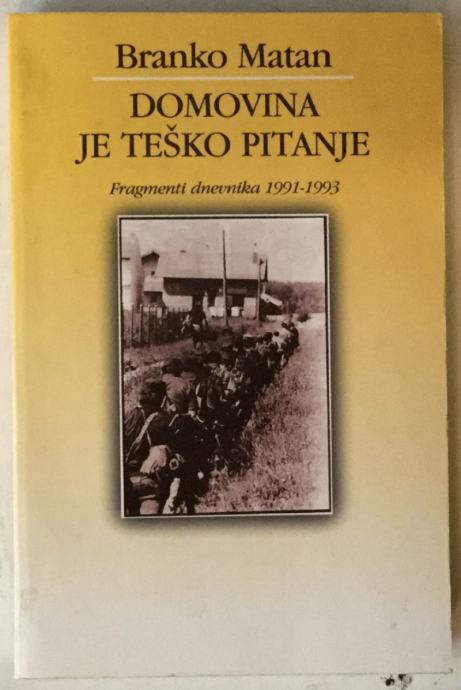 Branko Matan
DOMOVINA
JE TEŠKO PITANJE
Fragmenti dnevnika 1991-1993